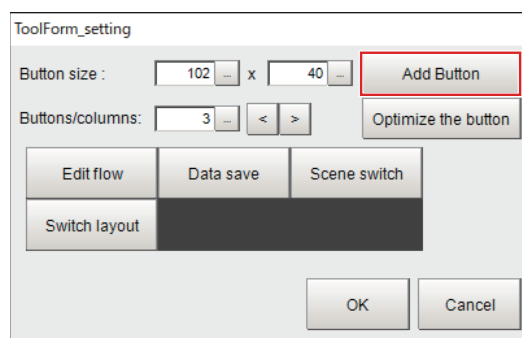 ToolForm_setting
Button size : 102 ... x 40 ... Add Button
Buttons/columns: 3 ... < > Optimize the button
Edit flow Data save Scene switch
Switch layout
OK Cancel